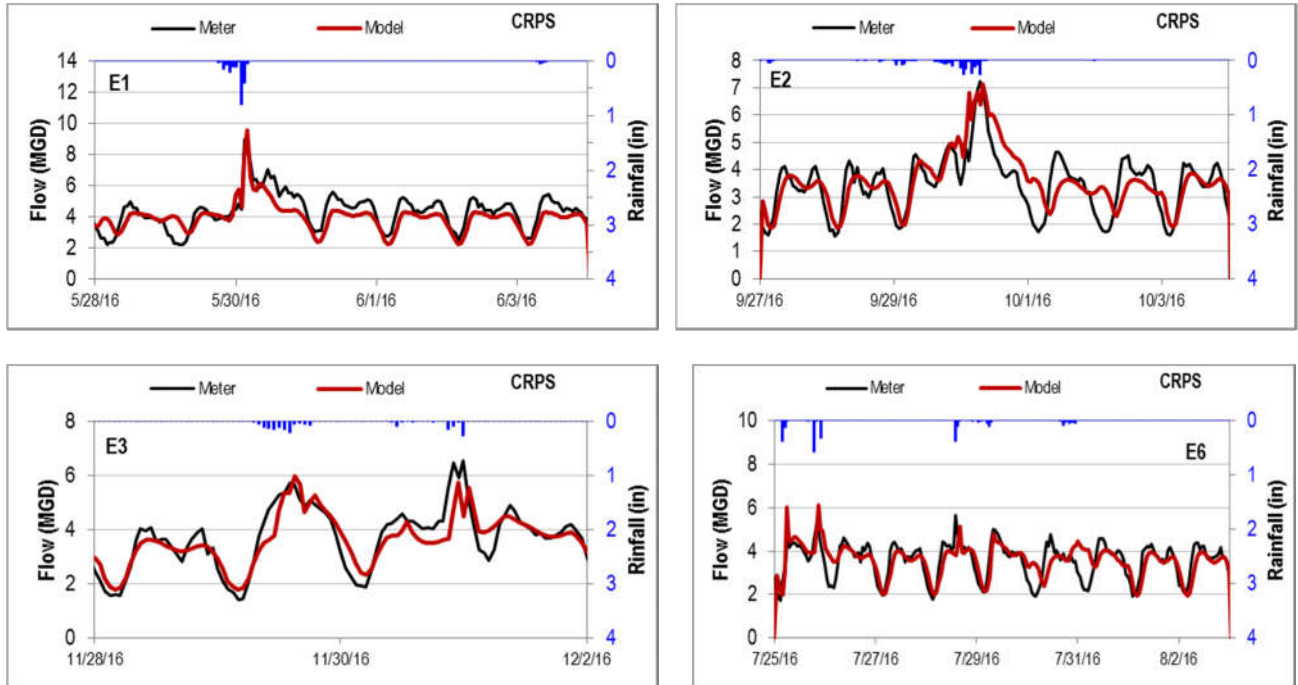 CRPS
Meter Model
14
12
10
8
6
4
2
0
0
1
2
3
4
E1
Flow (MGD)
Rainfall (in)
5/28/16 5/30/16 6/1/16 6/3/16
CRPS
Meter Model
8
7
6
5
4
3
2
1
0
0
1
2
3
4
E2
Flow (MGD)
Rainfall (in)
9/27/16 9/29/16 10/1/16 10/3/16
CRPS
Meter Model
8
6
4
2
0
0
1
2
3
4
E3
Flow (MGD)
Rainfall (in)
11/28/16 11/30/16 12/2/16
CRPS
Meter Model
10
8
6
4
2
0
0
1
2
3
4
E6
Flow (MGD)
Rainfall (in)
7/25/16 7/27/16 7/29/16 7/31/16 8/2/16